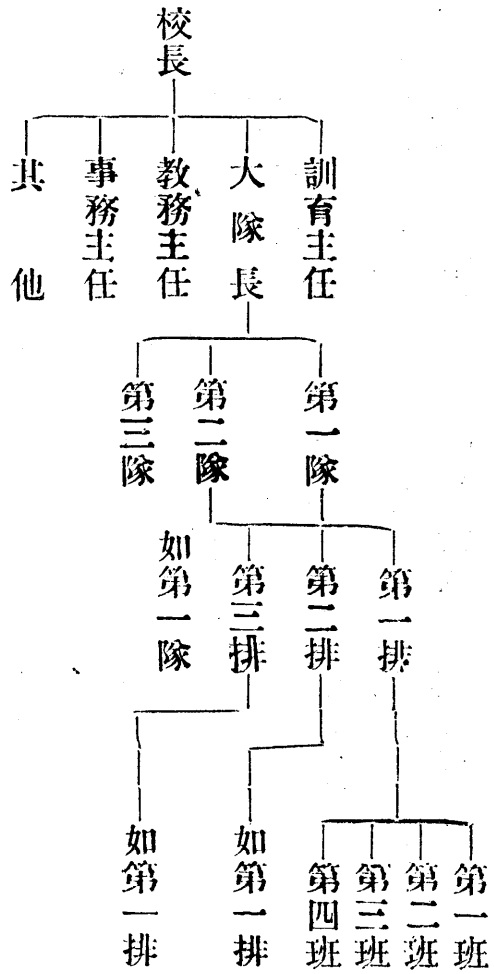 校長
訓育主任
大隊長
教務主任
事務主任
其他
第一隊
第二隊
第三隊
第一排
第二排
第三排
如第一隊
第一班
第二班
第三班
第四班
如第一排
如第一排